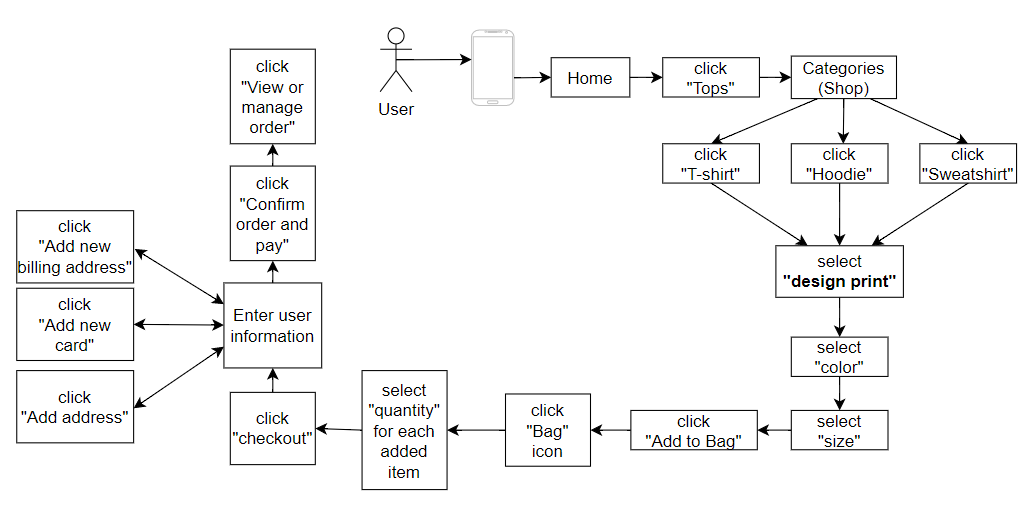 User
Home
click
"Tops"
Categories
(Shop)
click
"T-shirt"
click
"Hoodie"
click
"Sweatshirt"
select
"design print"
select
"color"
select
"size"
click
"Add to Bag"
click
"Bag"
icon
select
"quantity"
for each
added
item
click
"checkout"
Enter user
information
click
"Add new
billing address"
click
"Add new
card"
click
"Add address"
click
"Confirm
order and
pay"
click
"View or
manage
order"